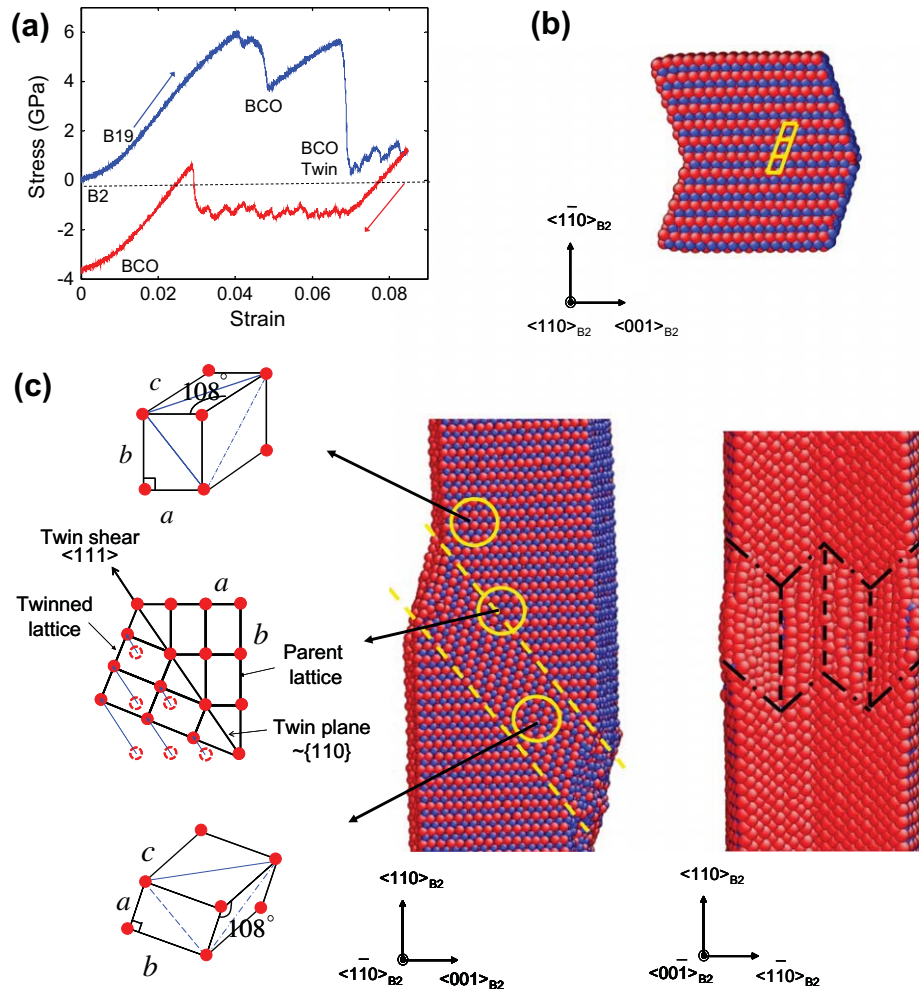 (a)
6
4
2
0
-2
-4
Stress (GPa)
B19
B2
BCO
BCO
Twin
BCO
0
0.02
0.04
0.06
0.08
Strain
(b)
<1̄10>B2
<110>B2
<001>B2
(c)
c
108°
b
a
Twin shear
<111>
Twinned
lattice
a
b
Parent
lattice
Twin plane
~{110}
c
a
108°
b
<110>B2
<1̄10>B2
<001>B2
<110>B2
<001̄>B2
<1̄10>B2